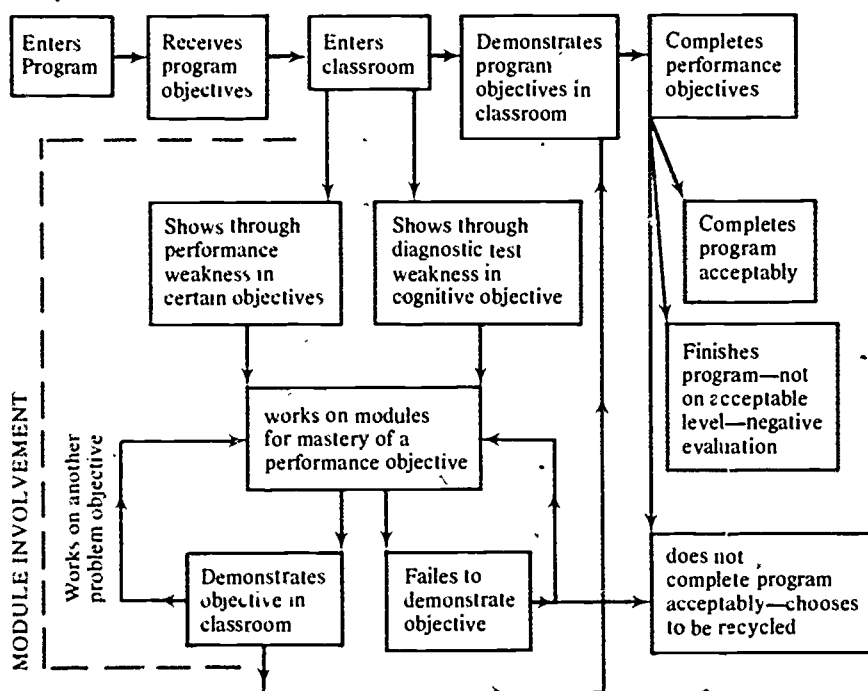 Enters
Program
Receives
program
objectives
Enters
classroom
Demonstrates
program
objectives in
classroom
Completes
performance
objectives
Shows through
performance
weakness in
certain objectives
Shows through
diagnostic test
weakness in
cognitive objective
Completes
program
acceptably
Finishes
program—not
on acceptable
level—negative
evaluation
works on modules
for mastery of a
performance objective
MODULE INVOLVEMENT
Works on another
problem objective
Demonstrates
objective in
classroom
Failes to
demonstrate
objective
does not
complete program
acceptably—chooses
to be recycled